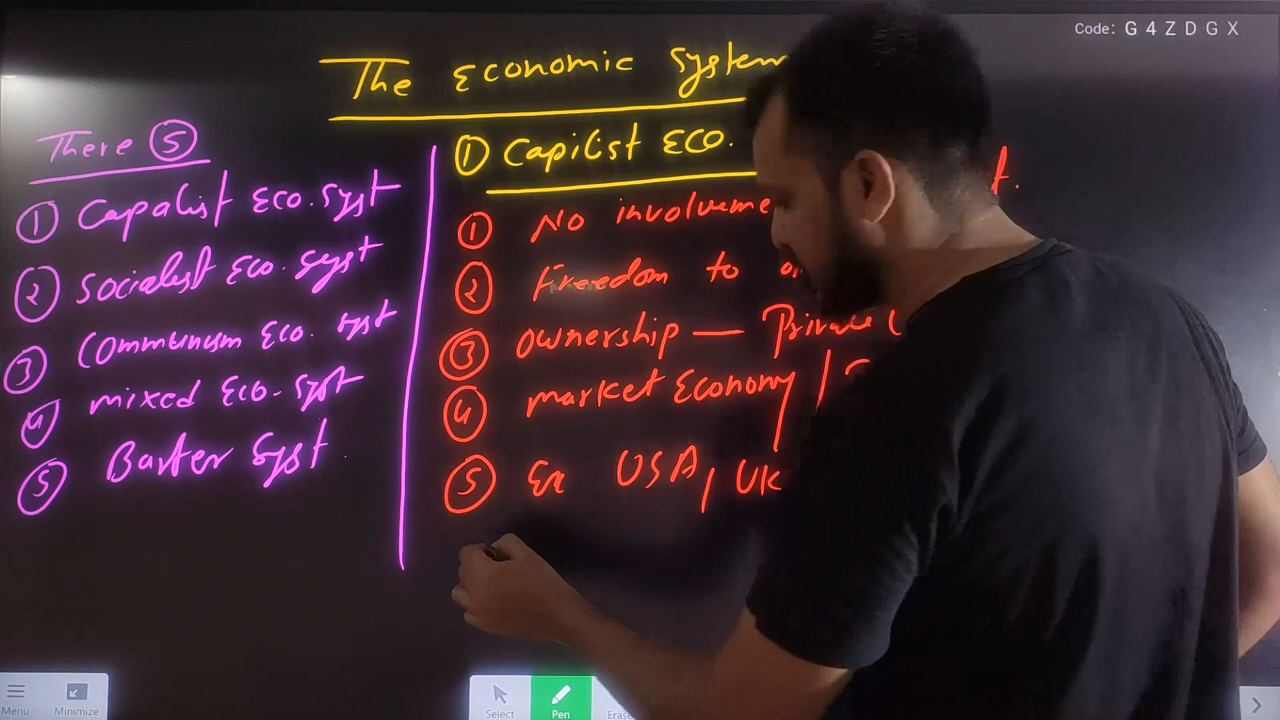 Code: G 4 Z D G X
The Economic System
There ⑤
① Capalist Eco. Syst
② Socialist Eco. Syst
③ Communism Eco. Syst
④ mixed Eco. Syst
⑤ Barter Syst
① Capilist Eco.
① No
② Freedom to
③ ownership — Private
④ market Economy /
⑤ Ex USA, UK
Menu
Minimize
Select
Pen